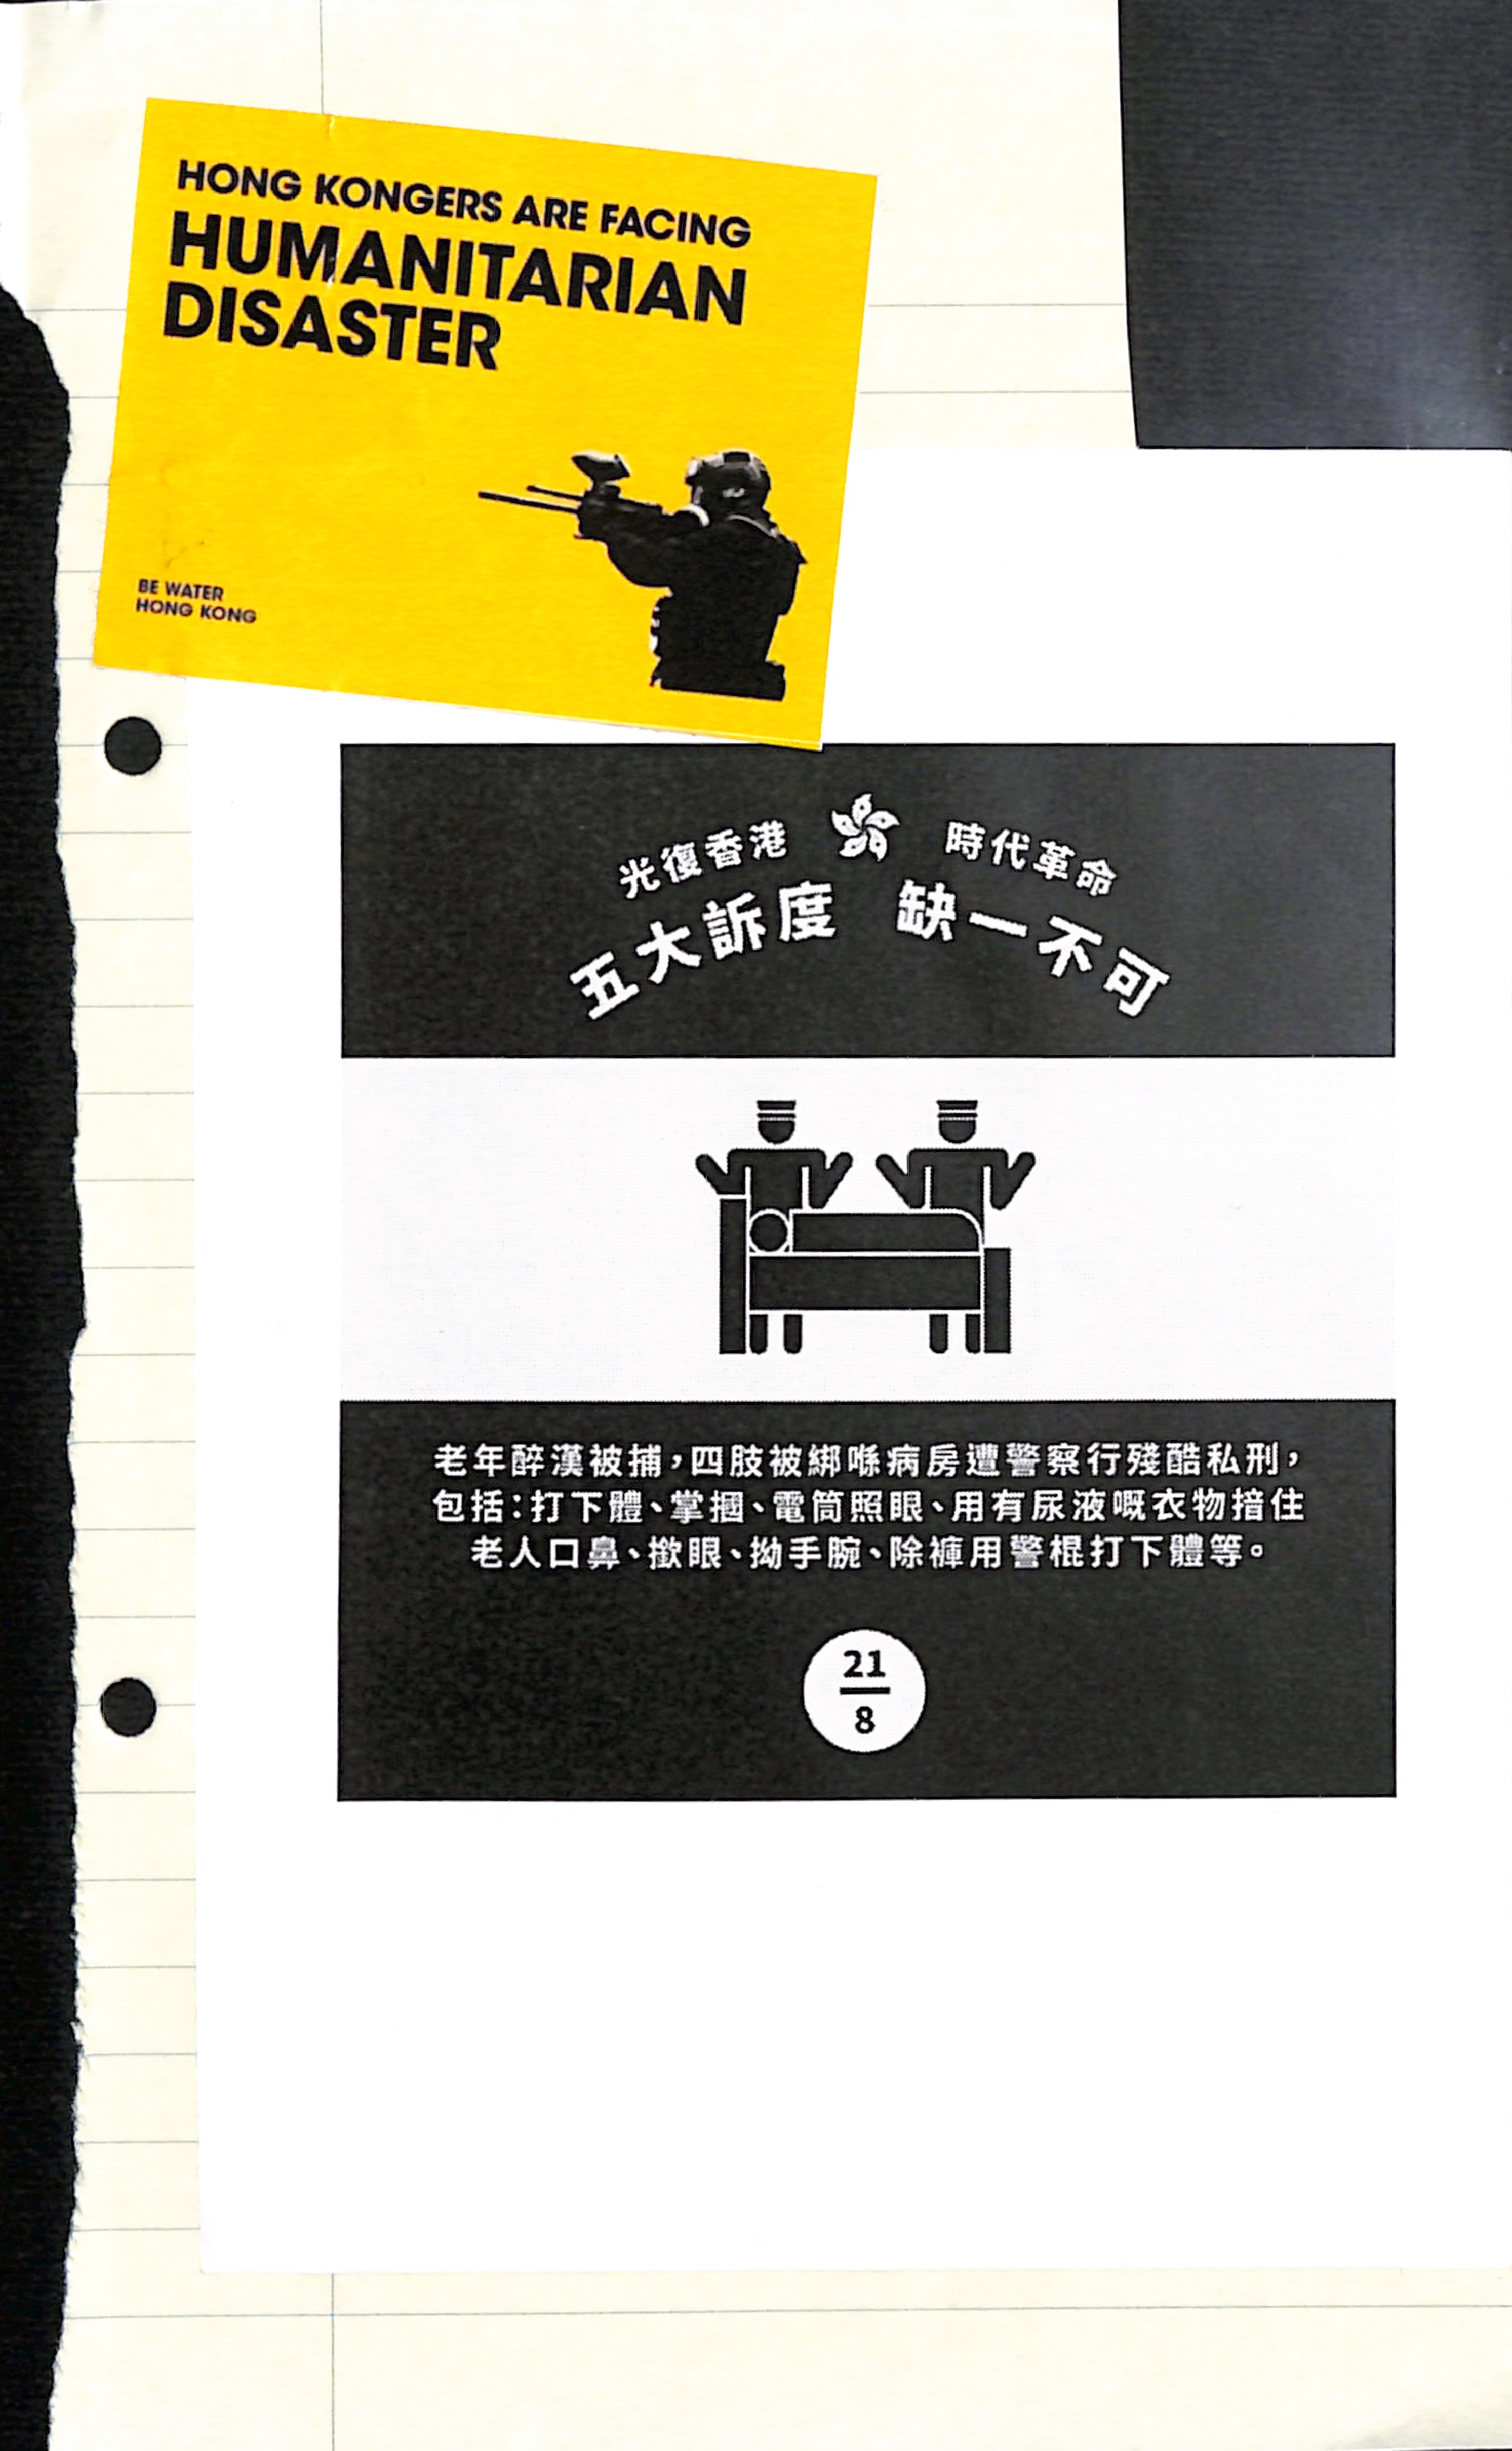 HONG KONGERS ARE FACING
HUMANITARIAN
DISASTER
BE WATER
HONG KONG
光復香港 時代革命
五大訴度 缺一不可
老年醉漢被捕，四肢被綁喺病房遭警察行殘酷私刑，
包括：打下體、掌摑、電筒照眼、用有尿液嘅衣物揞住
老人口鼻、撳眼、拗手腕、除褲用警棍打下體等。
21
8